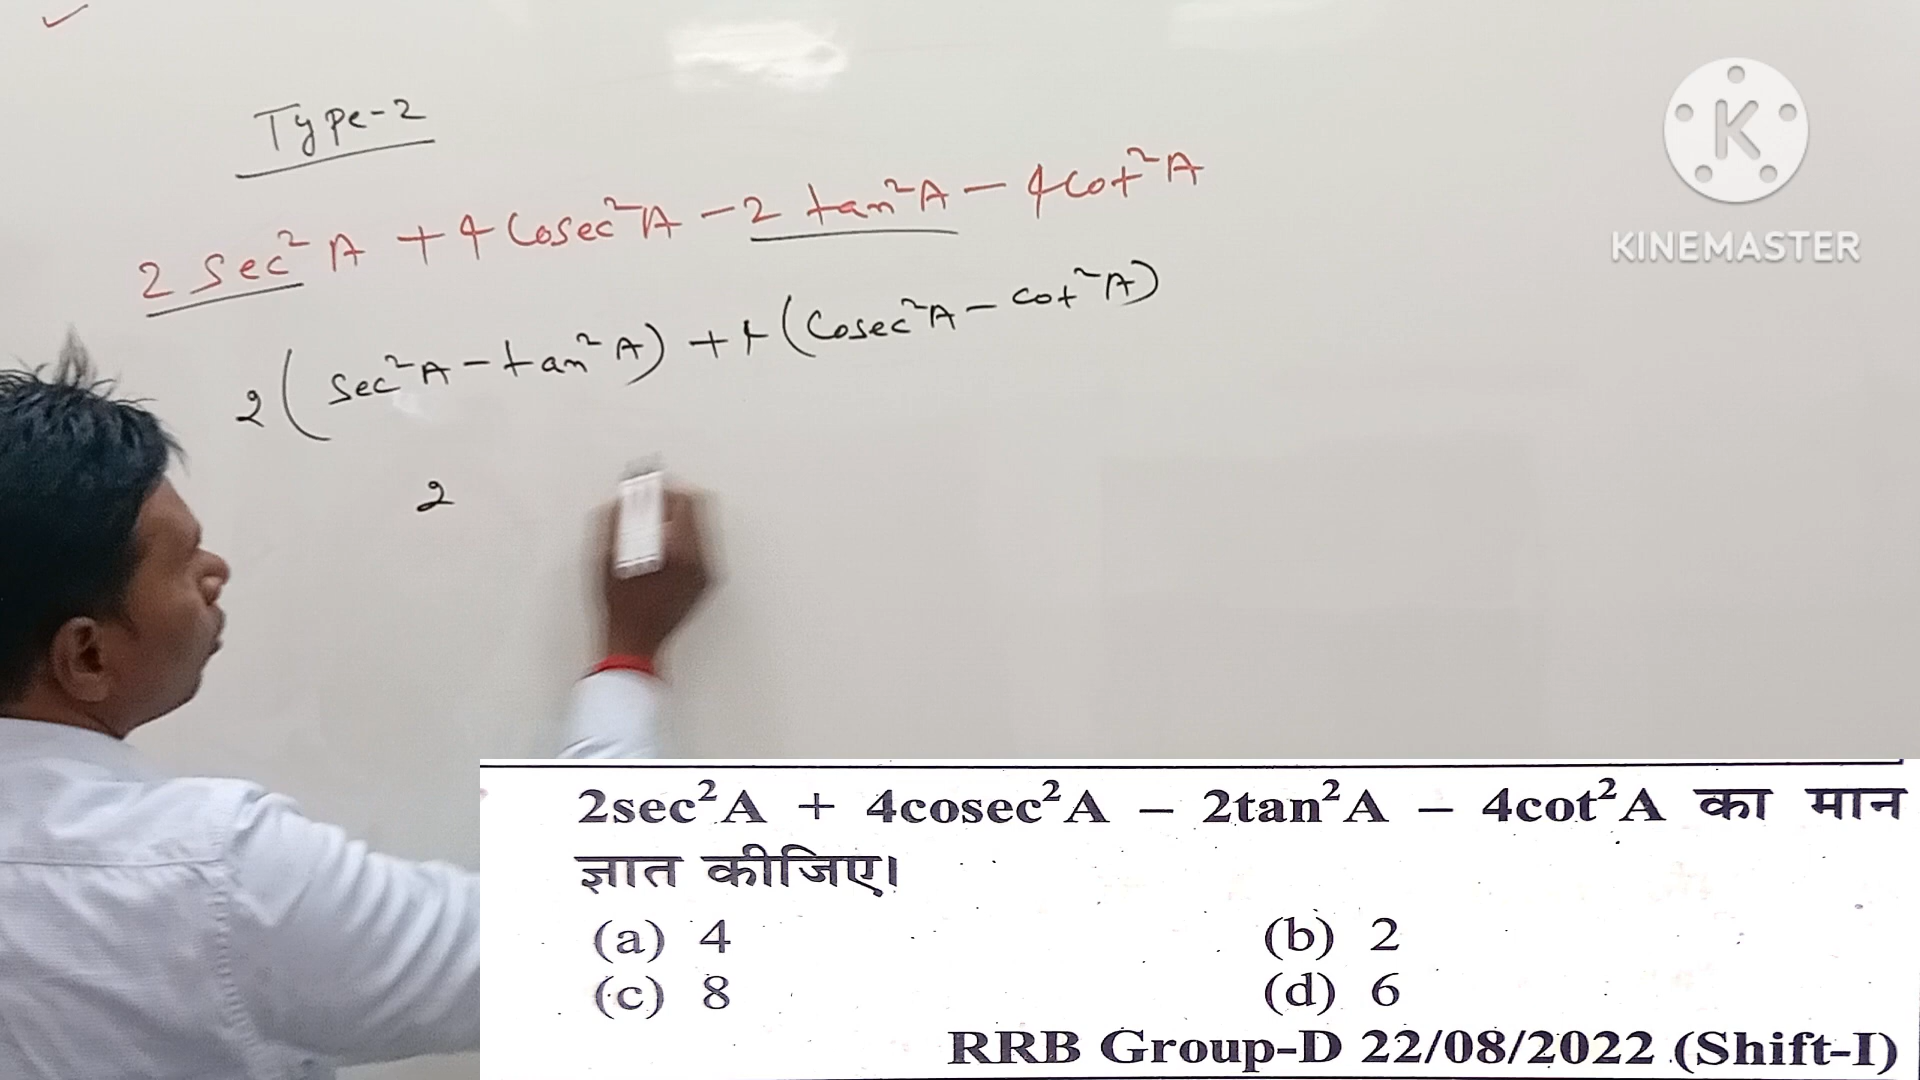 Type-2
2 Sec²A + 4 Cosec²A - 2 tan²A - 4 Cot²A
2 ( Sec²A - tan²A ) + 4 ( Cosec²A - Cot²A )
2
KINEMASTER
2sec²A + 4cosec²A − 2tan²A − 4cot²A का मान
ज्ञात कीजिए।
(a) 4 (b) 2
(c) 8 (d) 6
RRB Group-D 22/08/2022 (Shift-I)